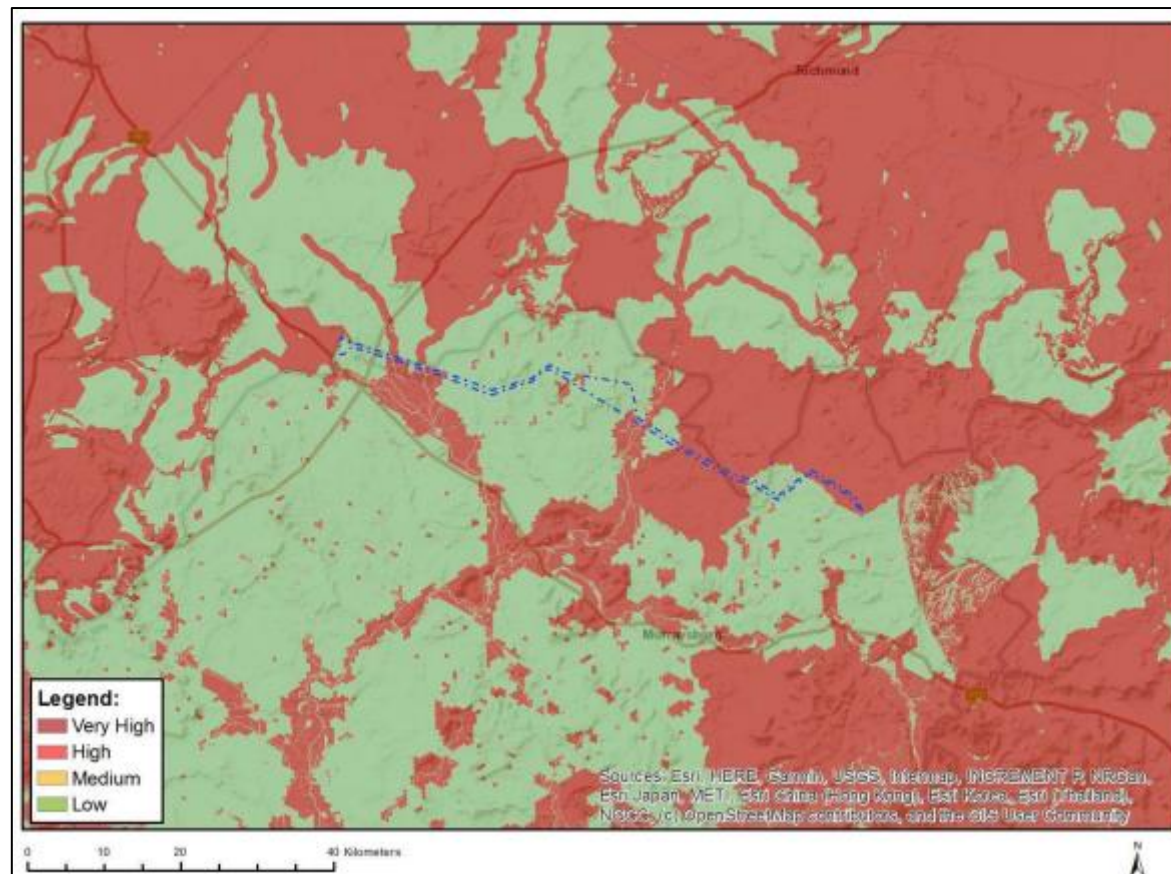 Richmond
Murraysburg
Legend:
Very High
High
Medium
Low
Sources: Esri, HERE, Garmin, USGS, Intermap, INCREMENT P, NRCan,
Esri Japan, METI, Esri China (Hong Kong), Esri Korea, Esri (Thailand),
NGCC, (c) OpenStreetMap contributors, and the GIS User Community
0 10 20 40 Kilometers
N